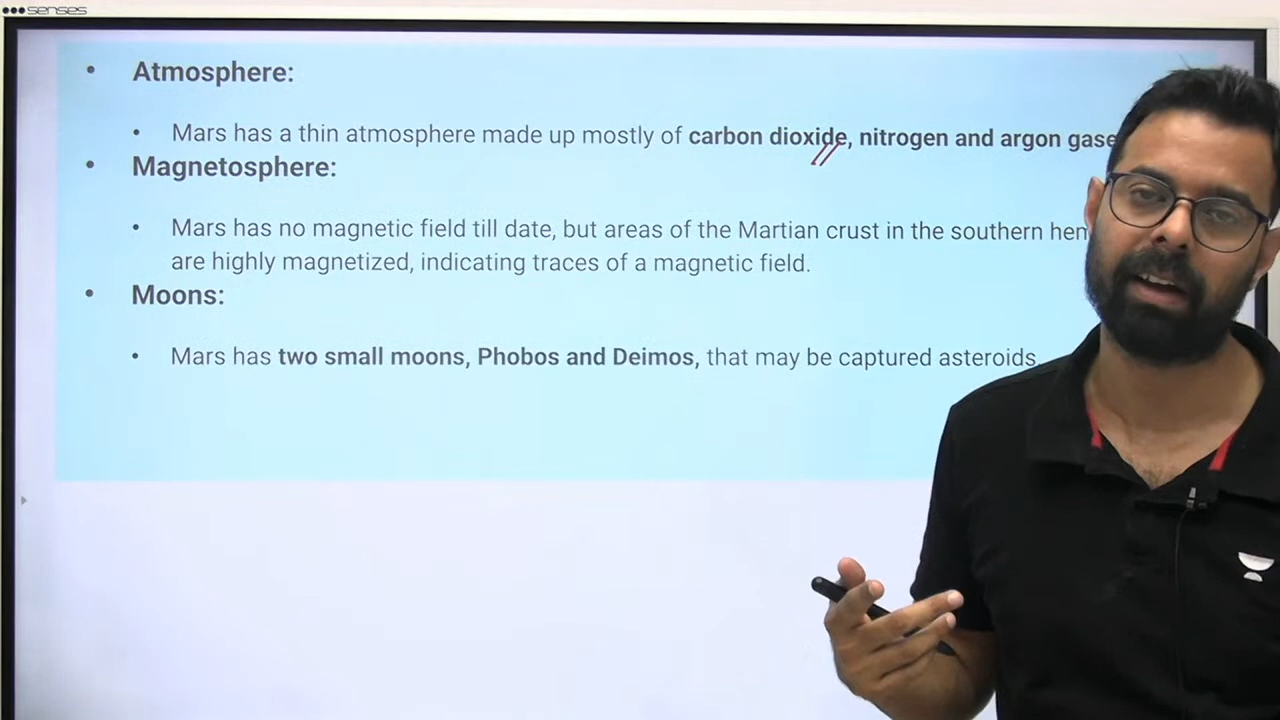 senses
• Atmosphere:
• Mars has a thin atmosphere made up mostly of carbon dioxide, nitrogen and argon gase
• Magnetosphere:
• Mars has no magnetic field till date, but areas of the Martian crust in the southern hem
are highly magnetized, indicating traces of a magnetic field.
• Moons:
• Mars has two small moons, Phobos and Deimos, that may be captured asteroids.